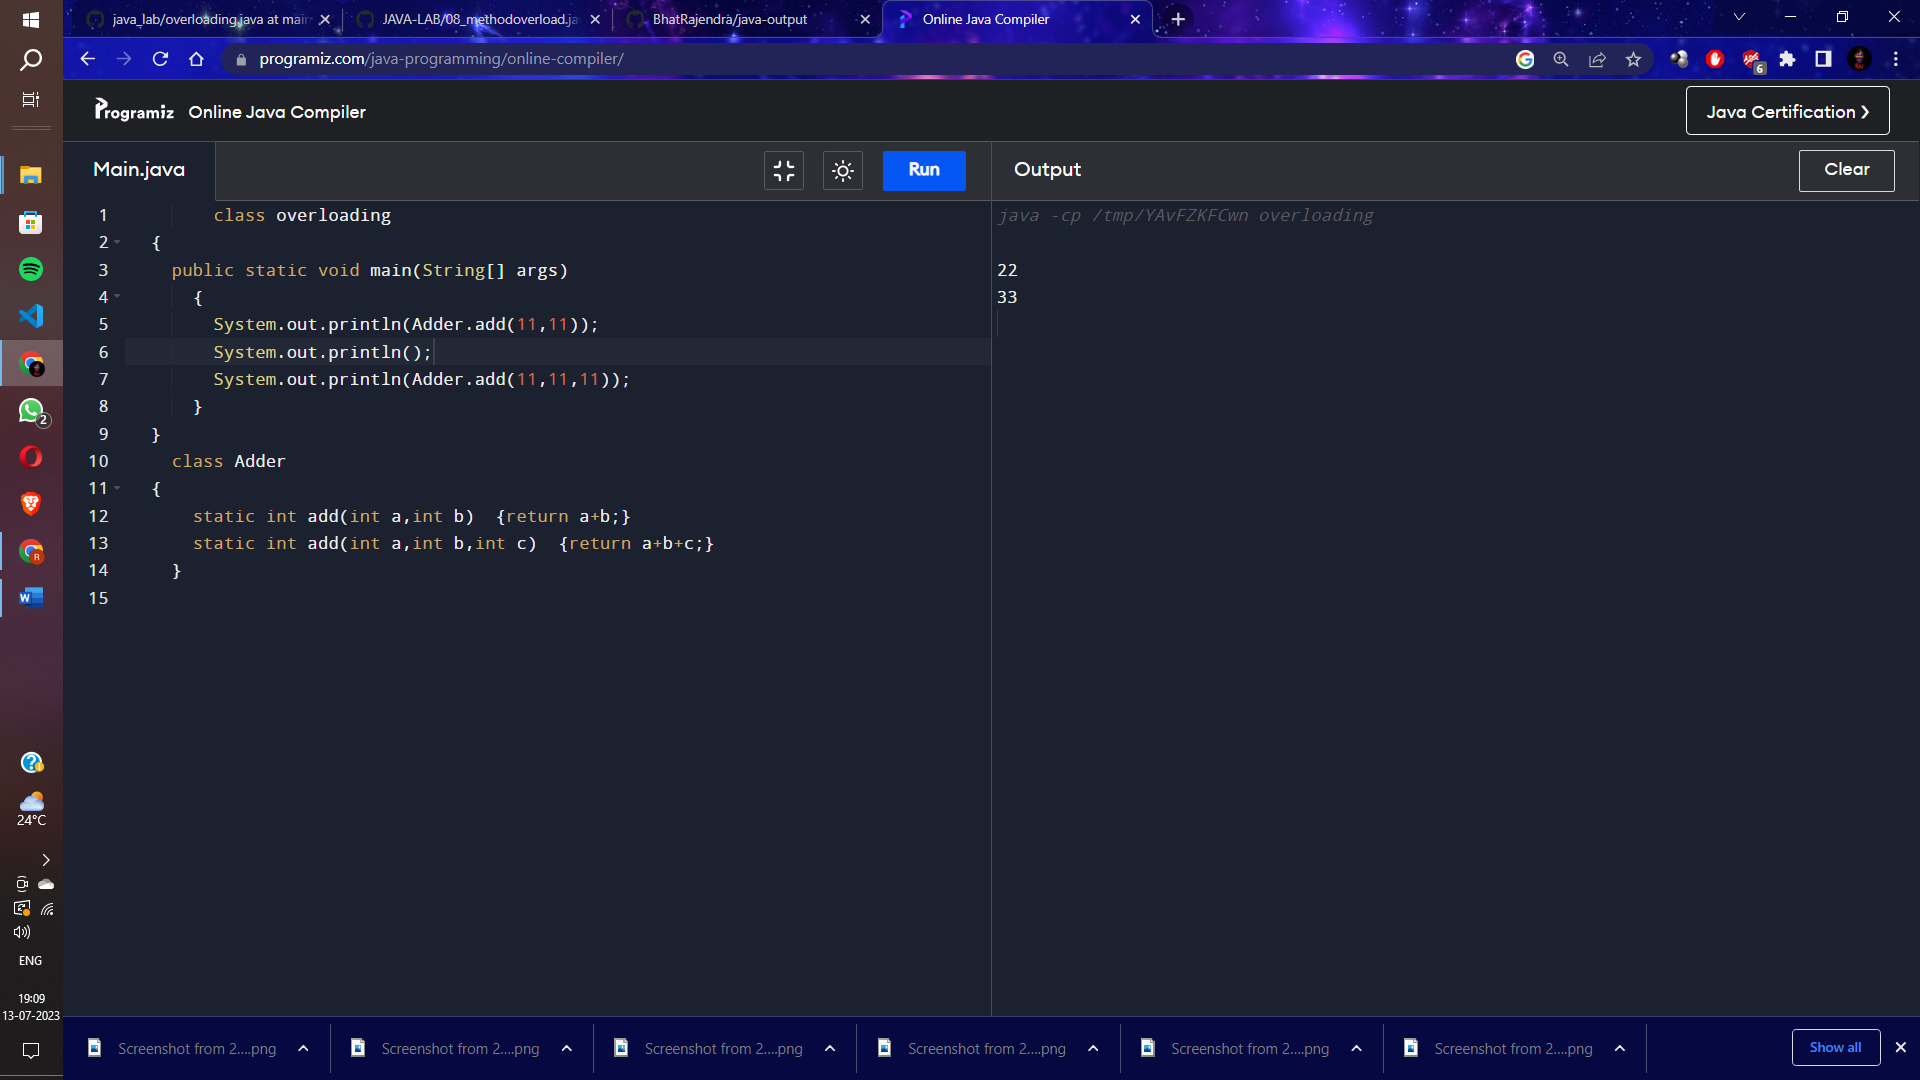 java_lab/overloading.java at main
JAVA-LAB/08_methodoverload.ja
BhatRajendra/java-output
Online Java Compiler
programiz.com/java-programming/online-compiler/
6
Programiz
Online Java Compiler
Java Certification ❯
Main.java
Run
Output
Clear
1 class overloading
2 {
3 public static void main(String[] args)
4 {
5 System.out.println(Adder.add(11,11));
6 System.out.println();
7 System.out.println(Adder.add(11,11,11));
8 }
9 }
10 class Adder
11 {
12 static int add(int a,int b)  {return a+b;}
13 static int add(int a,int b,int c)  {return a+b+c;}
14 }
15
java -cp /tmp/YAvFZKFCwn overloading
22
33
2
R
W
24°C
ENG
19:09
13-07-2023
Screenshot from 2....png
Screenshot from 2....png
Screenshot from 2....png
Screenshot from 2....png
Screenshot from 2....png
Screenshot from 2....png
Show all